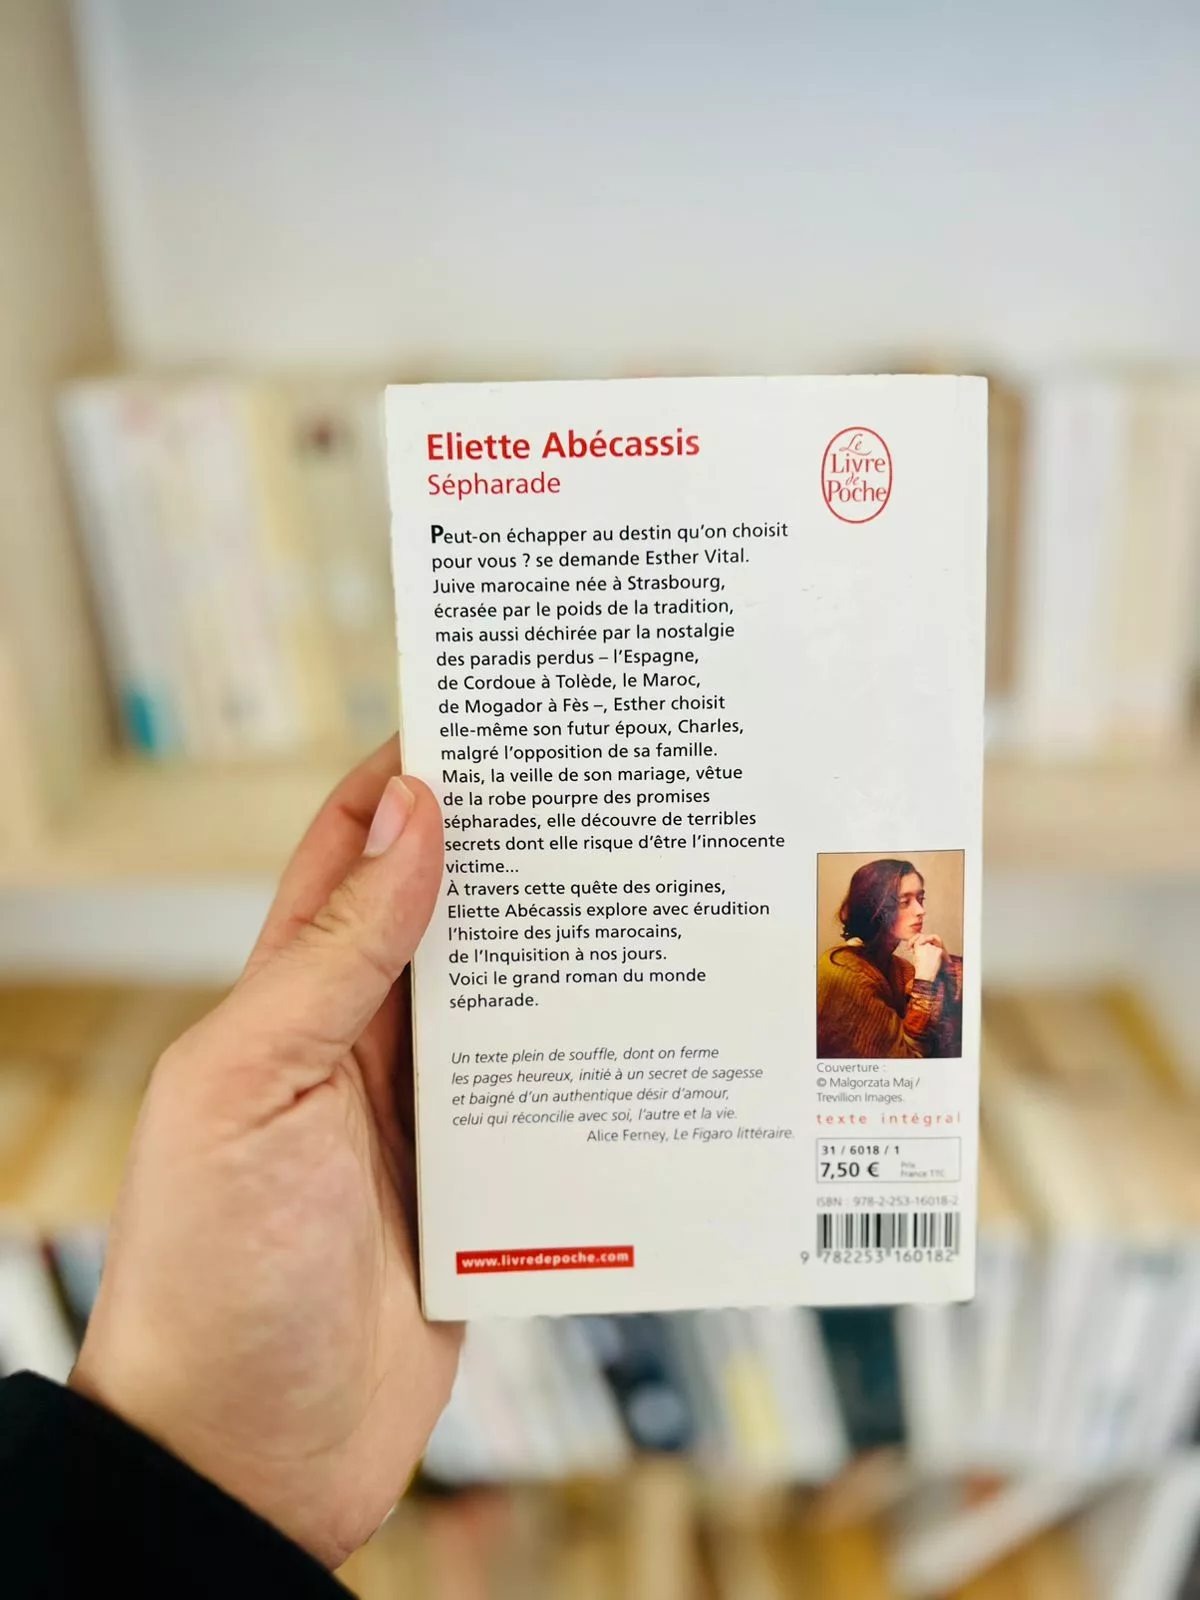 Eliette Abécassis
Sépharade
Le
Livre
de
Poche
Peut-on échapper au destin qu'on choisit
pour vous ? se demande Esther Vital.
Juive marocaine née à Strasbourg,
écrasée par le poids de la tradition,
mais aussi déchirée par la nostalgie
des paradis perdus – l'Espagne,
de Cordoue à Tolède, le Maroc,
de Mogador à Fès –, Esther choisit
elle-même son futur époux, Charles,
malgré l'opposition de sa famille.
Mais, la veille de son mariage, vêtue
de la robe pourpre des promises
sépharades, elle découvre de terribles
secrets dont elle risque d'être l'innocente
victime...
À travers cette quête des origines,
Eliette Abécassis explore avec érudition
l'histoire des juifs marocains,
de l'Inquisition à nos jours.
Voici le grand roman du monde
sépharade.
Un texte plein de souffle, dont on ferme
les pages heureux, initié à un secret de sagesse
et baigné d'un authentique désir d'amour,
celui qui réconcilie avec soi, l'autre et la vie.
Alice Ferney, Le Figaro littéraire.
www.livredepoche.com
Couverture :
© Malgorzata Maj /
Trevillion Images.
texte intégral
31 / 6018 / 1
7,50 €
Prix
France TTC
ISBN : 978-2-253-16018-2
9 782253 160182